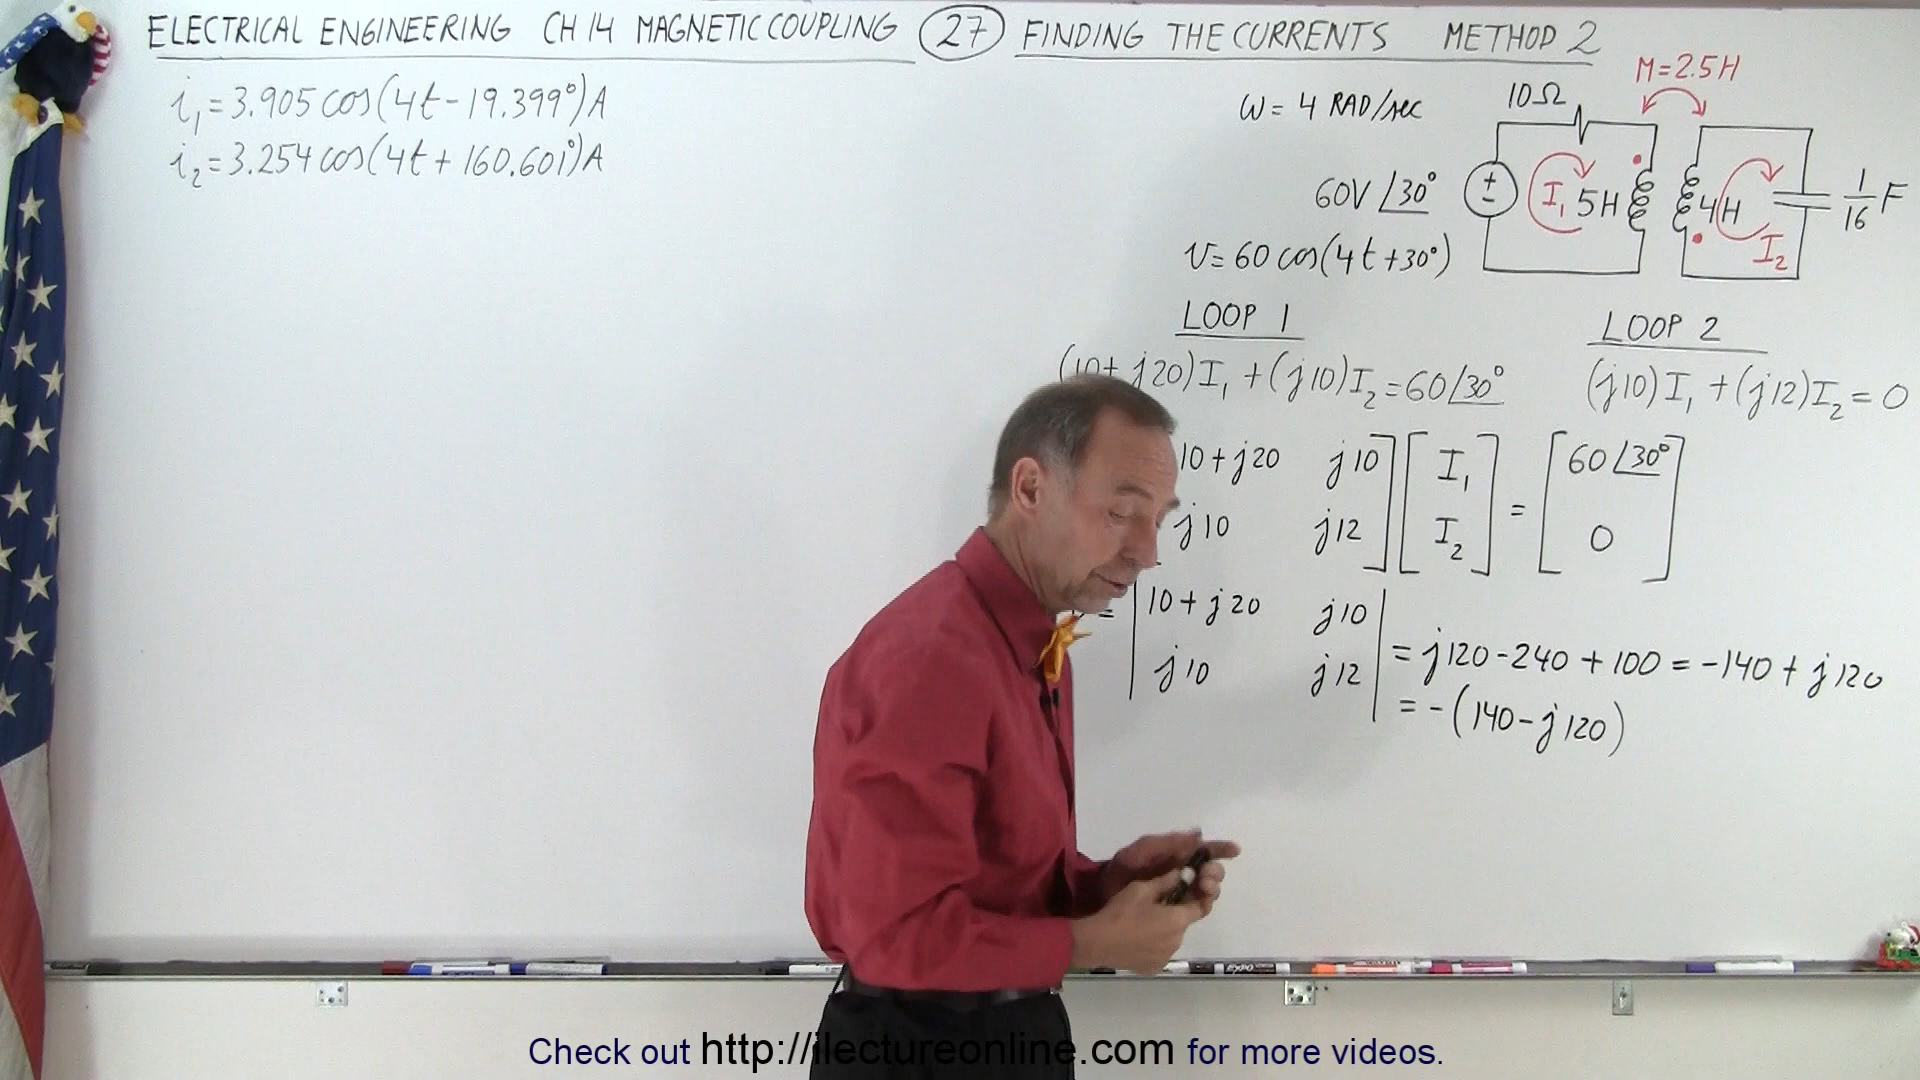 ELECTRICAL ENGINEERING CH 14 MAGNETIC COUPLING 27 FINDING THE CURRENTS METHOD 2
i₁ = 3.905 cos(4t - 19.399°) A
i₂ = 3.254 cos(4t + 160.601°) A
ω = 4 RAD/sec
10Ω
M = 2.5H
60V ∠30°
+
-
I₁
5H
4H
I₂
1/16 F
v = 60 cos(4t + 30°)
LOOP 1
(10 + j20) I₁ + (j10) I₂ = 60 ∠30°
LOOP 2
(j10) I₁ + (j12) I₂ = 0
10 + j20 j10 ] [ I₁ ] = [ 60 ∠30° ]
j10 j12 ] [ I₂ ] [ 0 ]
= | 10 + j20 j10 |
| j10 j12 | = j120 - 240 + 100 = -140 + j120
= -(140 - j120)
Check out http://ilectureonline.com for more videos.